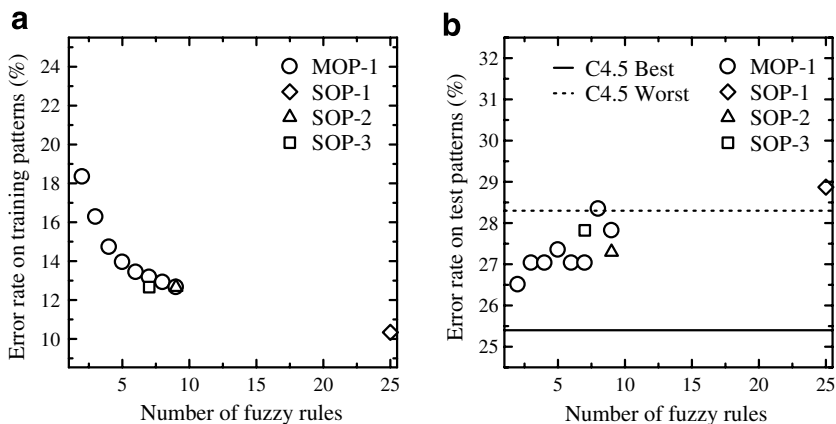 a
Error rate on training patterns (%)
24
22
20
18
16
14
12
10
5
10
15
20
25
Number of fuzzy rules
MOP-1
SOP-1
SOP-2
SOP-3
b
Error rate on test patterns (%)
32
31
30
29
28
27
26
25
5
10
15
20
25
Number of fuzzy rules
C4.5 Best
C4.5 Worst
MOP-1
SOP-1
SOP-2
SOP-3